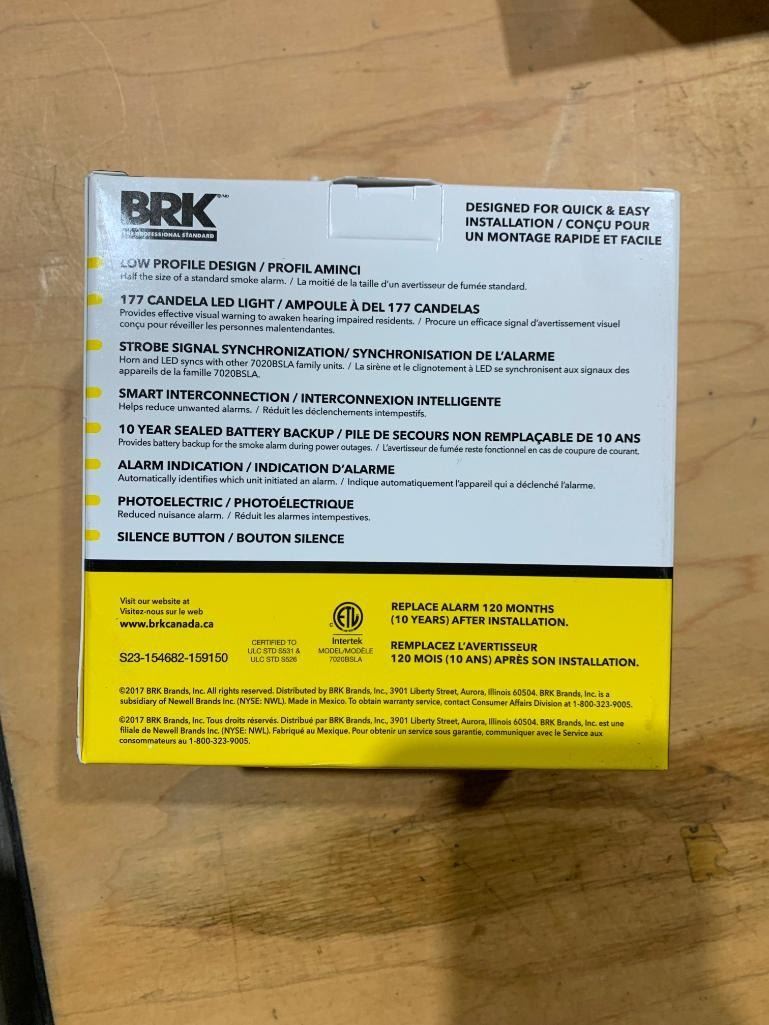 BRK
THE PROFESSIONAL STANDARD
DESIGNED FOR QUICK & EASY
INSTALLATION / CONÇU POUR
UN MONTAGE RAPIDE ET FACILE
LOW PROFILE DESIGN / PROFIL AMINCI
Half the size of a standard smoke alarm. / La moitié de la taille d'un avertisseur de fumée standard.
177 CANDELA LED LIGHT / AMPOULE À DEL 177 CANDELAS
Provides effective visual warning to awaken hearing impaired residents. / Procure un efficace signal d'avertissement visuel
conçu pour réveiller les personnes malentendantes.
STROBE SIGNAL SYNCHRONIZATION/ SYNCHRONISATION DE L'ALARME
Horn and LED syncs with other 7020BSLA family units. / La sirène et le clignotement à LED se synchronisent aux signaux des
appareils de la famille 7020BSLA.
SMART INTERCONNECTION / INTERCONNEXION INTELLIGENTE
Helps reduce unwanted alarms. / Réduit les déclenchements intempestifs.
10 YEAR SEALED BATTERY BACKUP / PILE DE SECOURS NON REMPLAÇABLE DE 10 ANS
Provides battery backup for the smoke alarm during power outages. / L'avertisseur de fumée reste fonctionnel en cas de coupure de courant.
ALARM INDICATION / INDICATION D'ALARME
Automatically identifies which unit initiated an alarm. / Indique automatiquement l'appareil qui a déclenché l'alarme.
PHOTOELECTRIC / PHOTOÉLECTRIQUE
Reduced nuisance alarm. / Réduit les alarmes intempestives.
SILENCE BUTTON / BOUTON SILENCE
Visit our website at
Visitez-nous sur le web
www.brkcanada.ca
S23-154682-159150
CERTIFIED TO
ULC STD S531 &
ULC STD S526
c ETL
Intertek
MODEL/MODÈLE
7020BSLA
REPLACE ALARM 120 MONTHS
(10 YEARS) AFTER INSTALLATION.
REMPLACEZ L'AVERTISSEUR
120 MOIS (10 ANS) APRÈS SON INSTALLATION.
©2017 BRK Brands, Inc. All rights reserved. Distributed by BRK Brands, Inc., 3901 Liberty Street, Aurora, Illinois 60504. BRK Brands, Inc. is a
subsidiary of Newell Brands Inc. (NYSE: NWL). Made in Mexico. To obtain warranty service, contact Consumer Affairs Division at 1-800-323-9005.
©2017 BRK Brands, Inc. Tous droits réservés. Distribué par BRK Brands, Inc., 3901 Liberty Street, Aurora, Illinois 60504. BRK Brands, Inc. est une
filiale de Newell Brands Inc. (NYSE: NWL). Fabriqué au Mexique. Pour obtenir un service sous garantie, communiquer avec le Service aux
consommateurs au 1-800-323-9005.